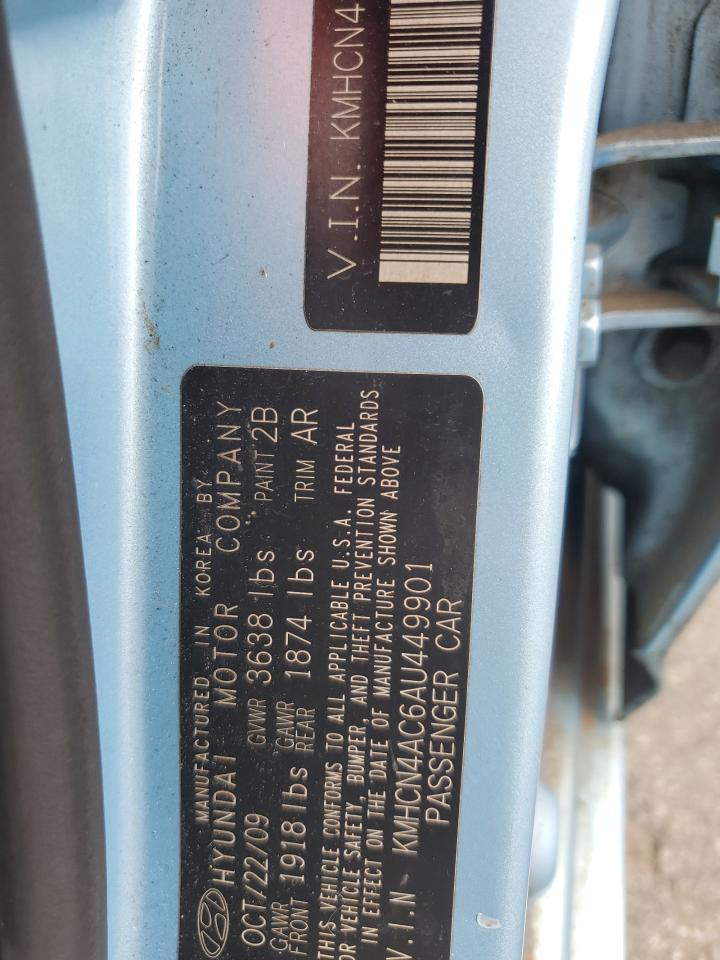 V.I.N. KMHCN4
MANUFACTURED IN KOREA BY
HYUNDAI MOTOR COMPANY
OCT/22/09 GVWR 3638 lbs PAINT 2B
GAWR FRONT 1918 lbs GAWR REAR 1874 lbs TRIM AR
THIS VEHICLE CONFORMS TO ALL APPLICABLE U.S.A. FEDERAL
OR VEHICLE SAFETY, BUMPER, AND THEFT PREVENTION STANDARDS
IN EFFECT ON THE DATE OF MANUFACTURE SHOWN ABOVE
V.I.N KMHCN4AC6AU449901
PASSENGER CAR